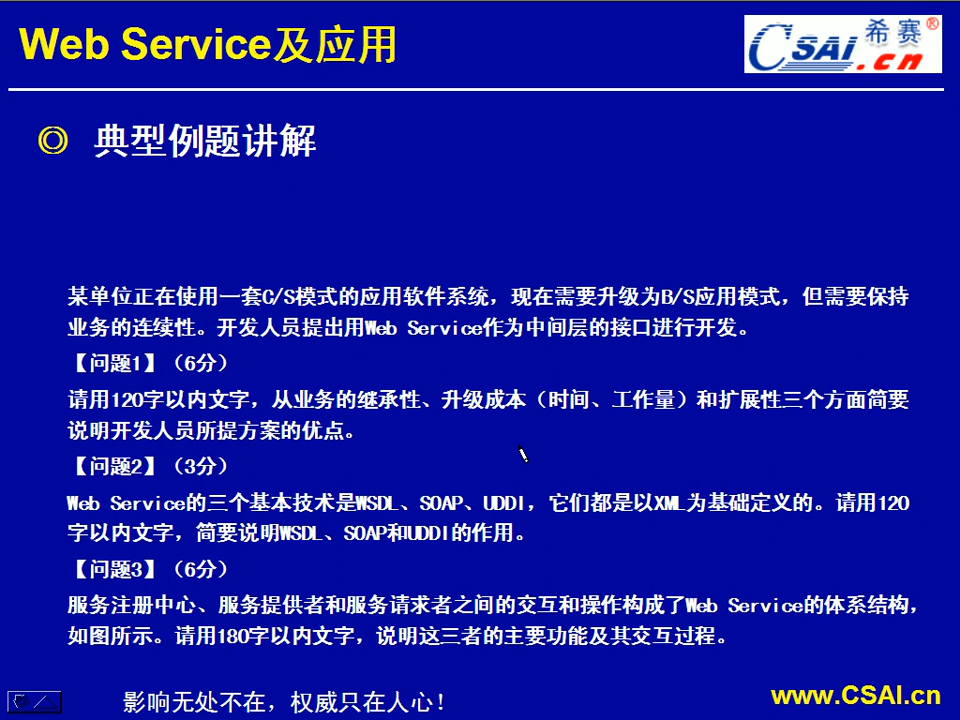 Web Service及应用
CSAI.cn 希赛®
◎ 典型例题讲解
某单位正在使用一套C/S模式的应用软件系统，现在需要升级为B/S应用模式，但需要保持
业务的连续性。开发人员提出用Web Service作为中间层的接口进行开发。
【问题1】（6分）
请用120字以内文字，从业务的继承性、升级成本（时间、工作量）和扩展性三个方面简要
说明开发人员所提方案的优点。
【问题2】（3分）
Web Service的三个基本技术是WSDL、SOAP、UDDI，它们都是以XML为基础定义的。请用120
字以内文字，简要说明WSDL、SOAP和UDDI的作用。
【问题3】（6分）
服务注册中心、服务提供者和服务请求者之间的交互和操作构成了Web Service的体系结构，
如图所示。请用180字以内文字，说明这三者的主要功能及其交互过程。
影响无处不在，权威只在人心！
www.CSAI.cn